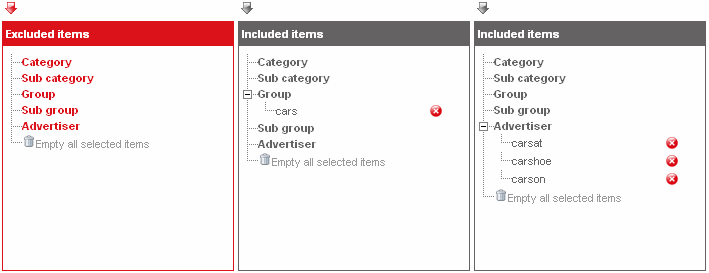 Excluded items
Category
Sub category
Group
Sub group
Advertiser
Empty all selected items
Included items
Category
Sub category
Group
cars
Sub group
Advertiser
Empty all selected items
Included items
Category
Sub category
Group
Sub group
Advertiser
carsat
carshoe
carson
Empty all selected items